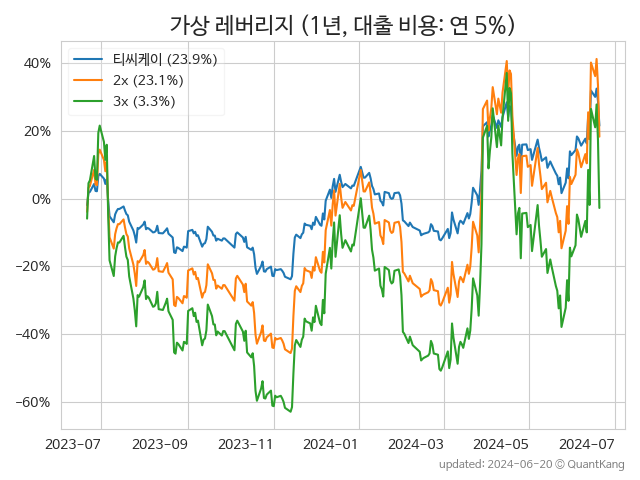 가상 레버리지 (1년, 대출 비용: 연 5%)
티씨케이 (23.9%)
2x (23.1%)
3x (3.3%)
40%
20%
0%
−20%
−40%
−60%
2023-07 2023-09 2023-11 2024-01 2024-03 2024-05 2024-07
updated: 2024-06-20 © QuantKang